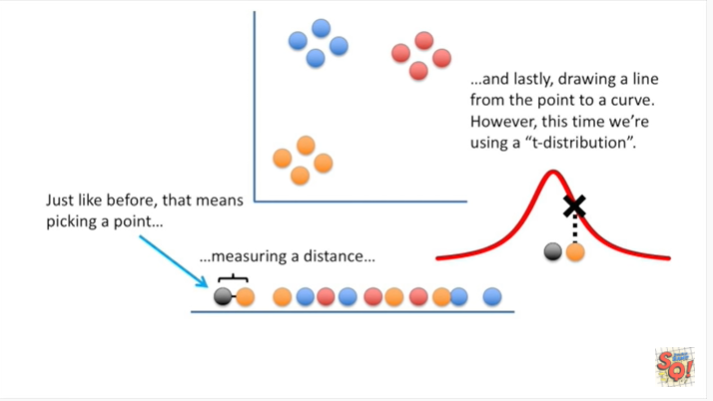 ...and lastly, drawing a line
from the point to a curve.
However, this time we’re
using a “t-distribution”.
Just like before, that means
picking a point...
...measuring a distance...
SQ!